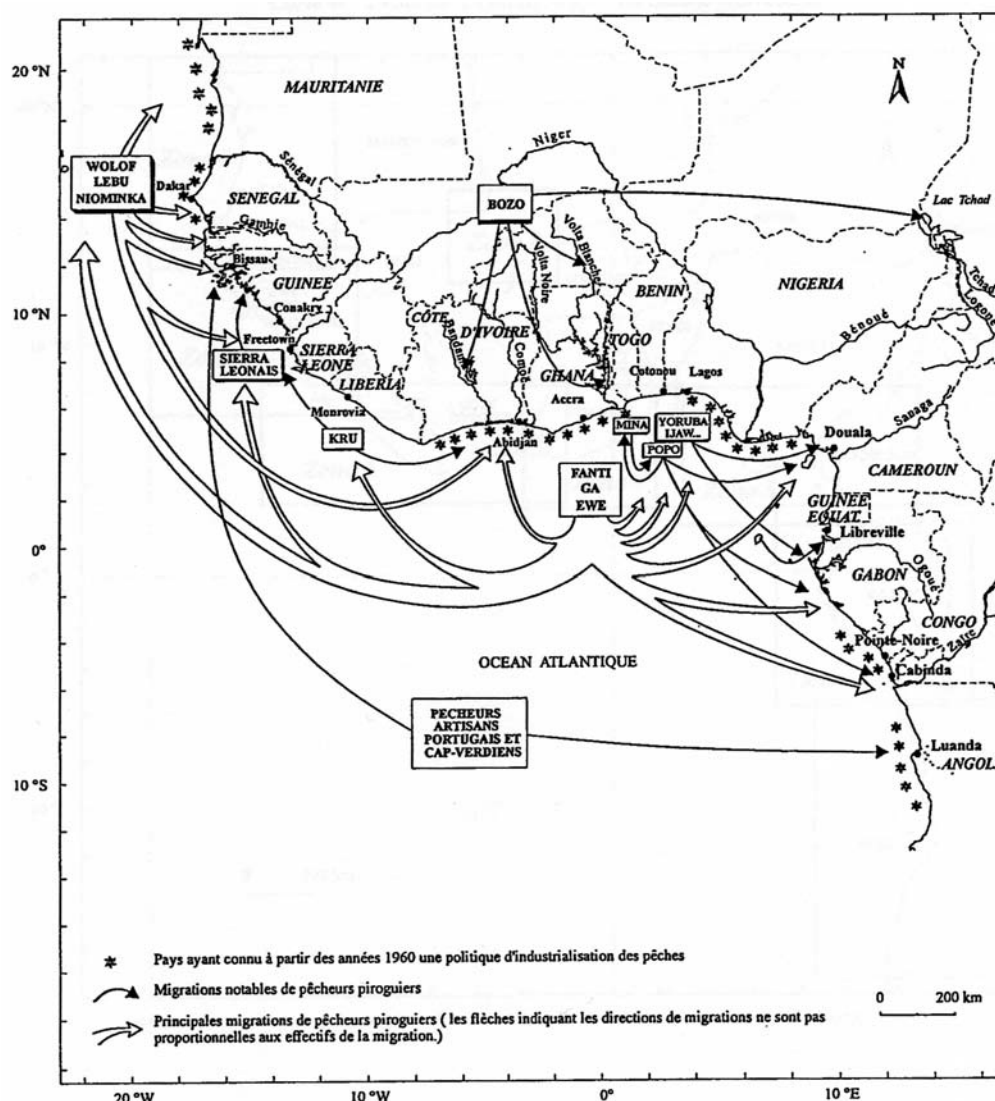 20 °N
10 °N
0°
10 °S
20 °W
10 °W
0°
10 °E
N
MAURITANIE
WOLOF
LEBU
NIOMINKA
Dakar
Sénégal
SENEGAL
Gambie
Bissau
GUINEE
Conakry
Freetown
SIERRA
LEONE
SIERRA
LEONAIS
LIBERIA
Monrovia
KRU
Niger
BOZO
Volta Noire
Volta Blanche
CÔTE
D'IVOIRE
Bandama
Comoé
Abidjan
GHANA
Accra
TOGO
BENIN
Cotonou
Lagos
NIGERIA
Bénoué
Lac Tchad
Tchad
Logone
MINA
YORUBA
IJAW...
POPO
FANTI
GA
EWE
Sanaga
Douala
CAMEROUN
GUINÉE
EQUAT.
Libreville
GABON
Ogoué
CONGO
Zaïre
Pointe-Noire
Cabinda
Luanda
ANGOL
OCEAN ATLANTIQUE
PECHEURS
ARTISANS
PORTUGAIS ET
CAP-VERDIENS
Pays ayant connu à partir des années 1960 une politique d'industrialisation des pêches
Migrations notables de pêcheurs piroguiers
Principales migrations de pêcheurs piroguiers ( les flèches indiquant les directions de migrations ne sont pas
proportionnelles aux effectifs de la migration.)
0 200 km